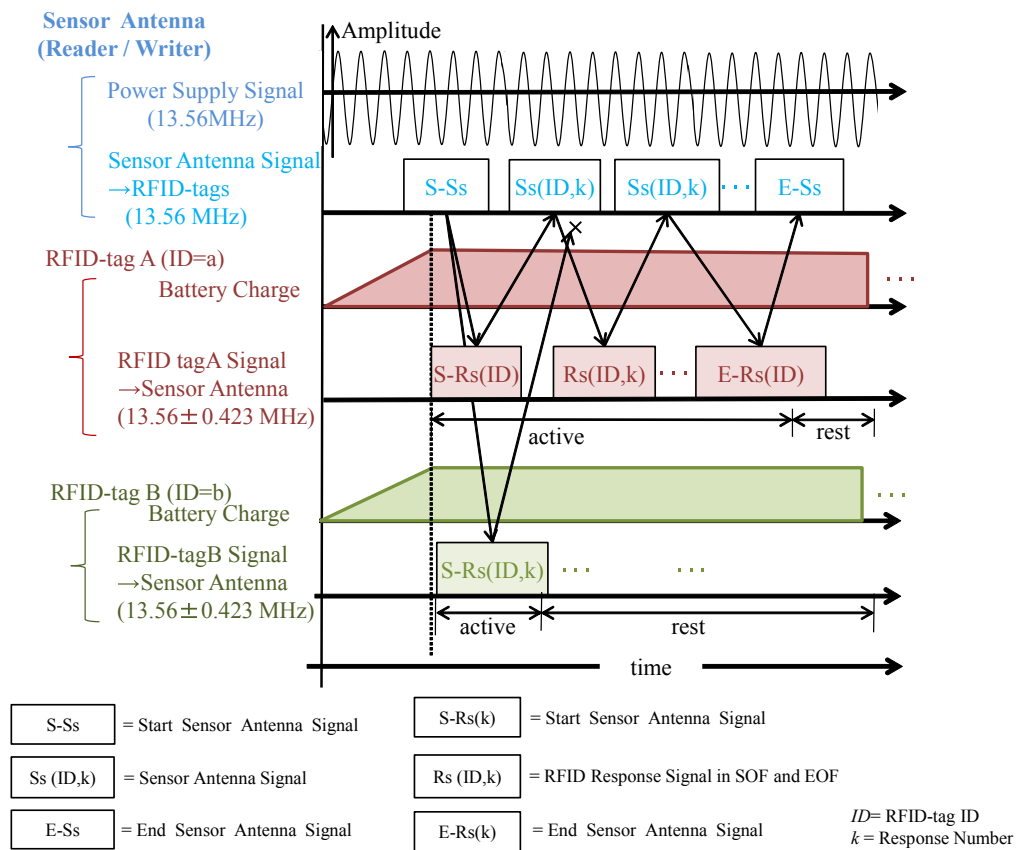 Sensor Antenna
(Reader / Writer)
Amplitude
Power Supply Signal
(13.56MHz)
Sensor Antenna Signal
→RFID-tags
(13.56 MHz)
S-Ss
Ss(ID,k)
Ss(ID,k)
···
E-Ss
×
RFID-tag A (ID=a)
Battery Charge
···
RFID tagA Signal
→Sensor Antenna
(13.56±0.423 MHz)
S-Rs(ID)
Rs(ID,k)
···
E-Rs(ID)
active
rest
RFID-tag B (ID=b)
Battery Charge
···
RFID-tagB Signal
→Sensor Antenna
(13.56±0.423 MHz)
S-Rs(ID,k)
···
···
active
rest
time
S-Ss = Start Sensor Antenna Signal
S-Rs(k) = Start Sensor Antenna Signal
Ss (ID,k) = Sensor Antenna Signal
Rs (ID,k) = RFID Response Signal in SOF and EOF
E-Ss = End Sensor Antenna Signal
E-Rs(k) = End Sensor Antenna Signal
ID= RFID-tag ID
k = Response Number